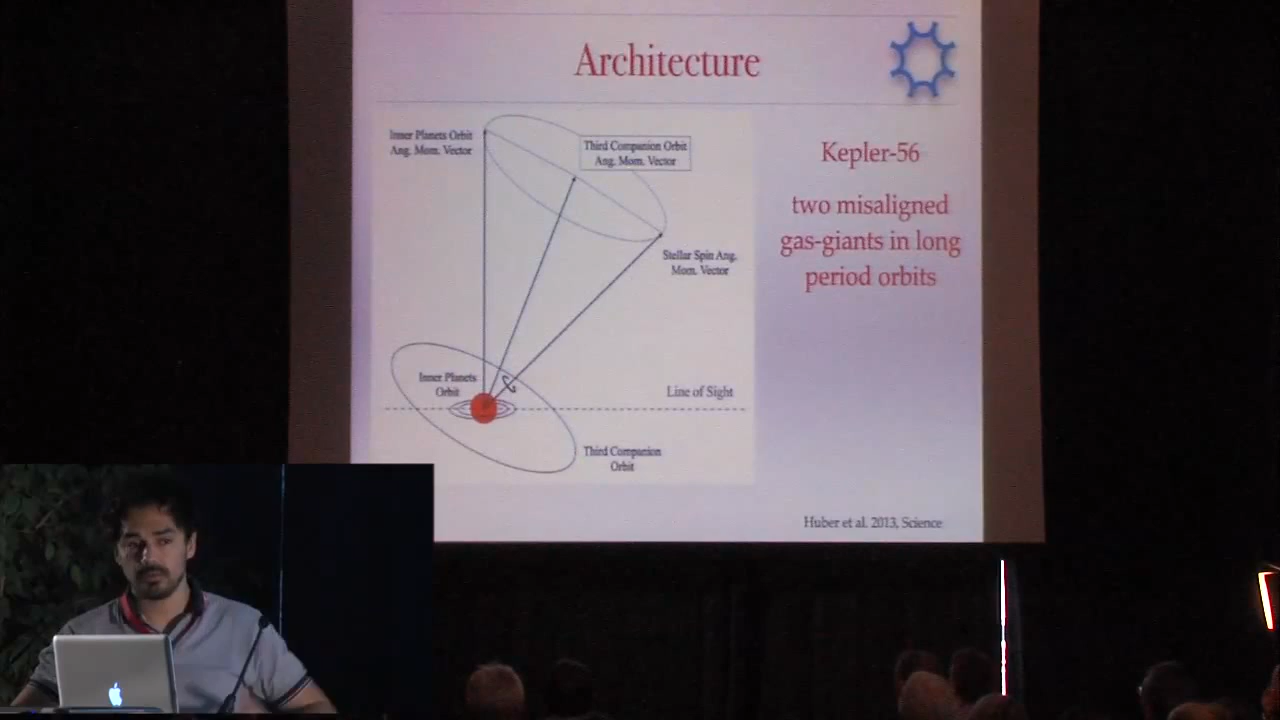 Architecture
Inner Planets Orbit
Ang. Mom. Vector
Third Companion Orbit
Ang. Mom. Vector
Kepler-56
two misaligned
gas-giants in long
period orbits
Stellar Spin Ang.
Mom. Vector
Inner Planets
Orbit
Line of Sight
Third Companion
Orbit
Huber et al. 2013, Science